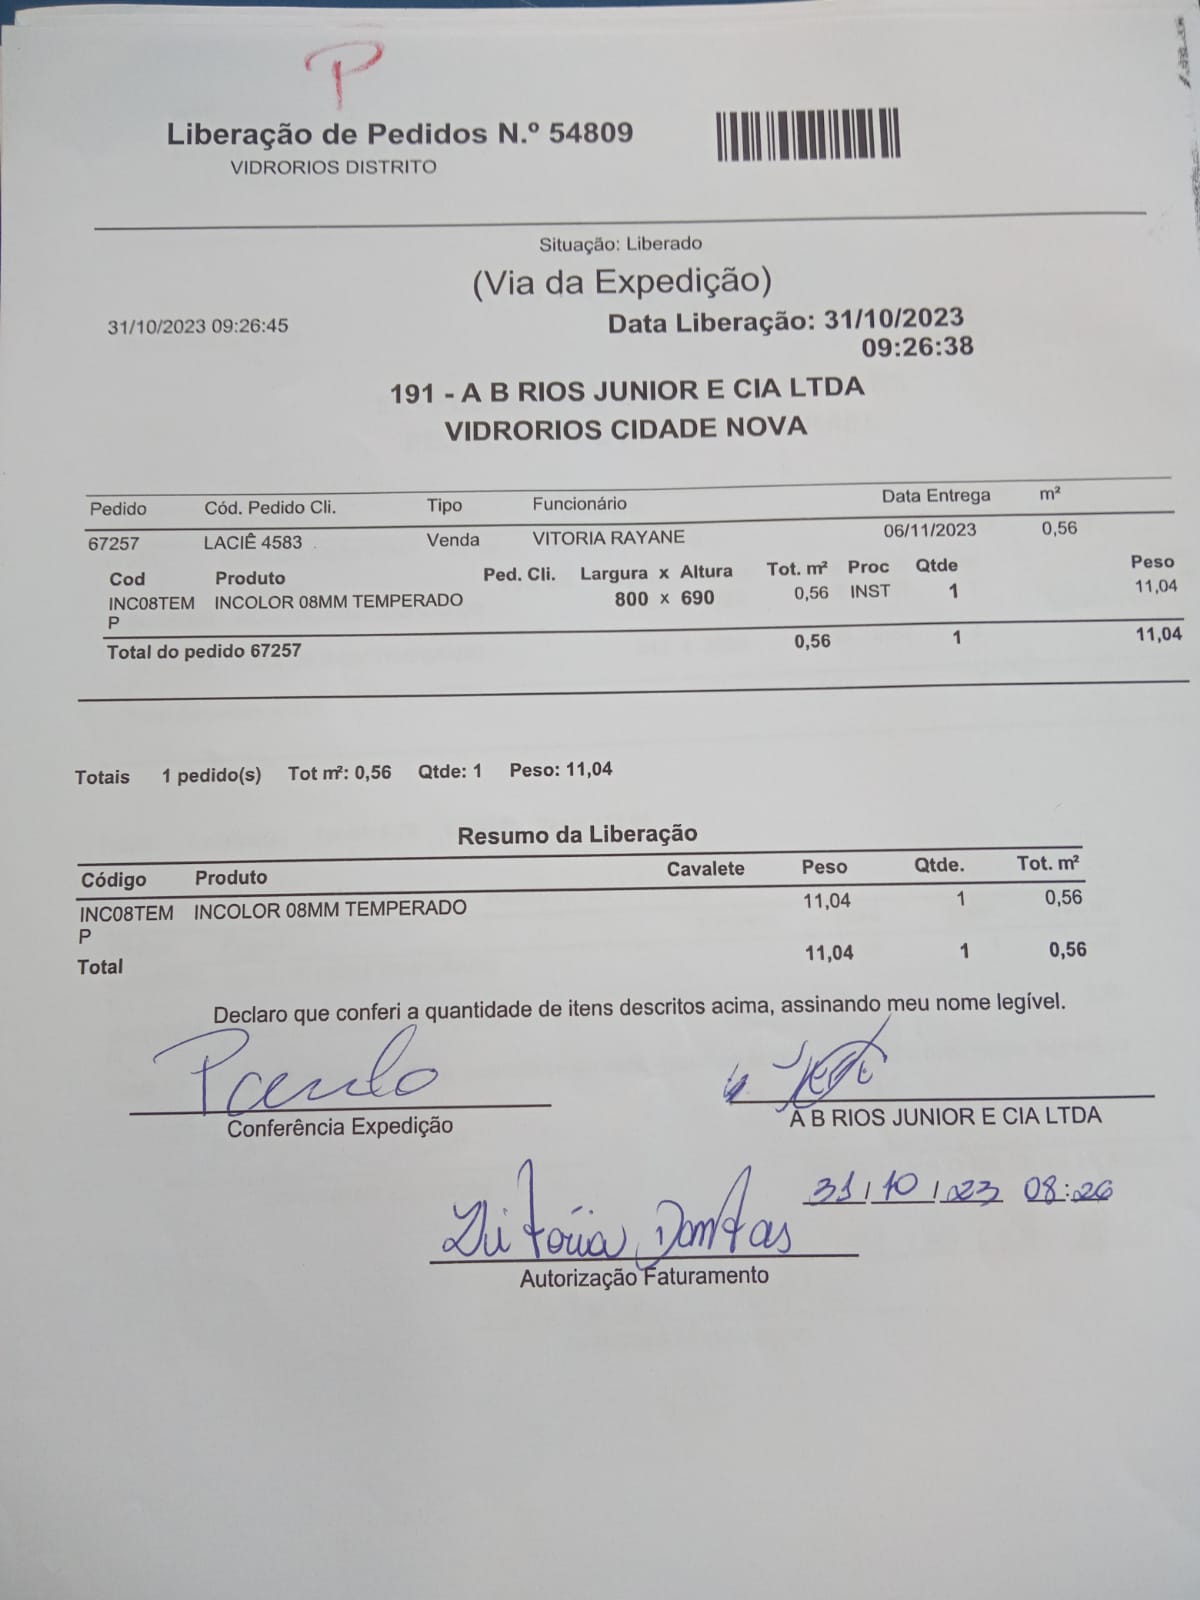 P
Liberação de Pedidos N.º 54809
VIDRORIOS DISTRITO
Situação: Liberado
(Via da Expedição)
31/10/2023 09:26:45
Data Liberação: 31/10/2023
09:26:38
191 - A B RIOS JUNIOR E CIA LTDA
VIDRORIOS CIDADE NOVA
Pedido Cód. Pedido Cli. Tipo Funcionário Data Entrega m²
67257 LACIÊ 4583 Venda VITORIA RAYANE 06/11/2023 0,56
Cod Produto Ped. Cli. Largura x Altura Tot. m² Proc Qtde Peso
INC08TEM INCOLOR 08MM TEMPERADO 800 x 690 0,56 INST 1 11,04
P
Total do pedido 67257 0,56 1 11,04
Totais 1 pedido(s) Tot m²: 0,56 Qtde: 1 Peso: 11,04
Resumo da Liberação
Código Produto Cavalete Peso Qtde. Tot. m²
INC08TEM INCOLOR 08MM TEMPERADO 11,04 1 0,56
P
Total 11,04 1 0,56
Declaro que conferi a quantidade de itens descritos acima, assinando meu nome legível.
Conferência Expedição
A B RIOS JUNIOR E CIA LTDA
31/10/23 08:26
Vitória Dantas
Autorização Faturamento